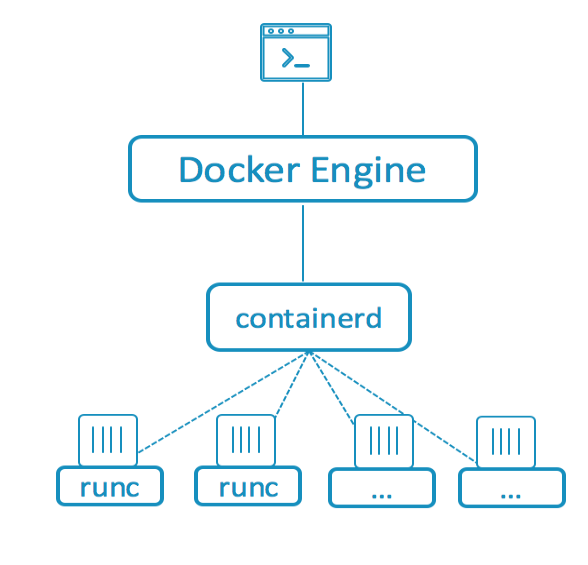 Docker Engine
containerd
runc
runc
...
...